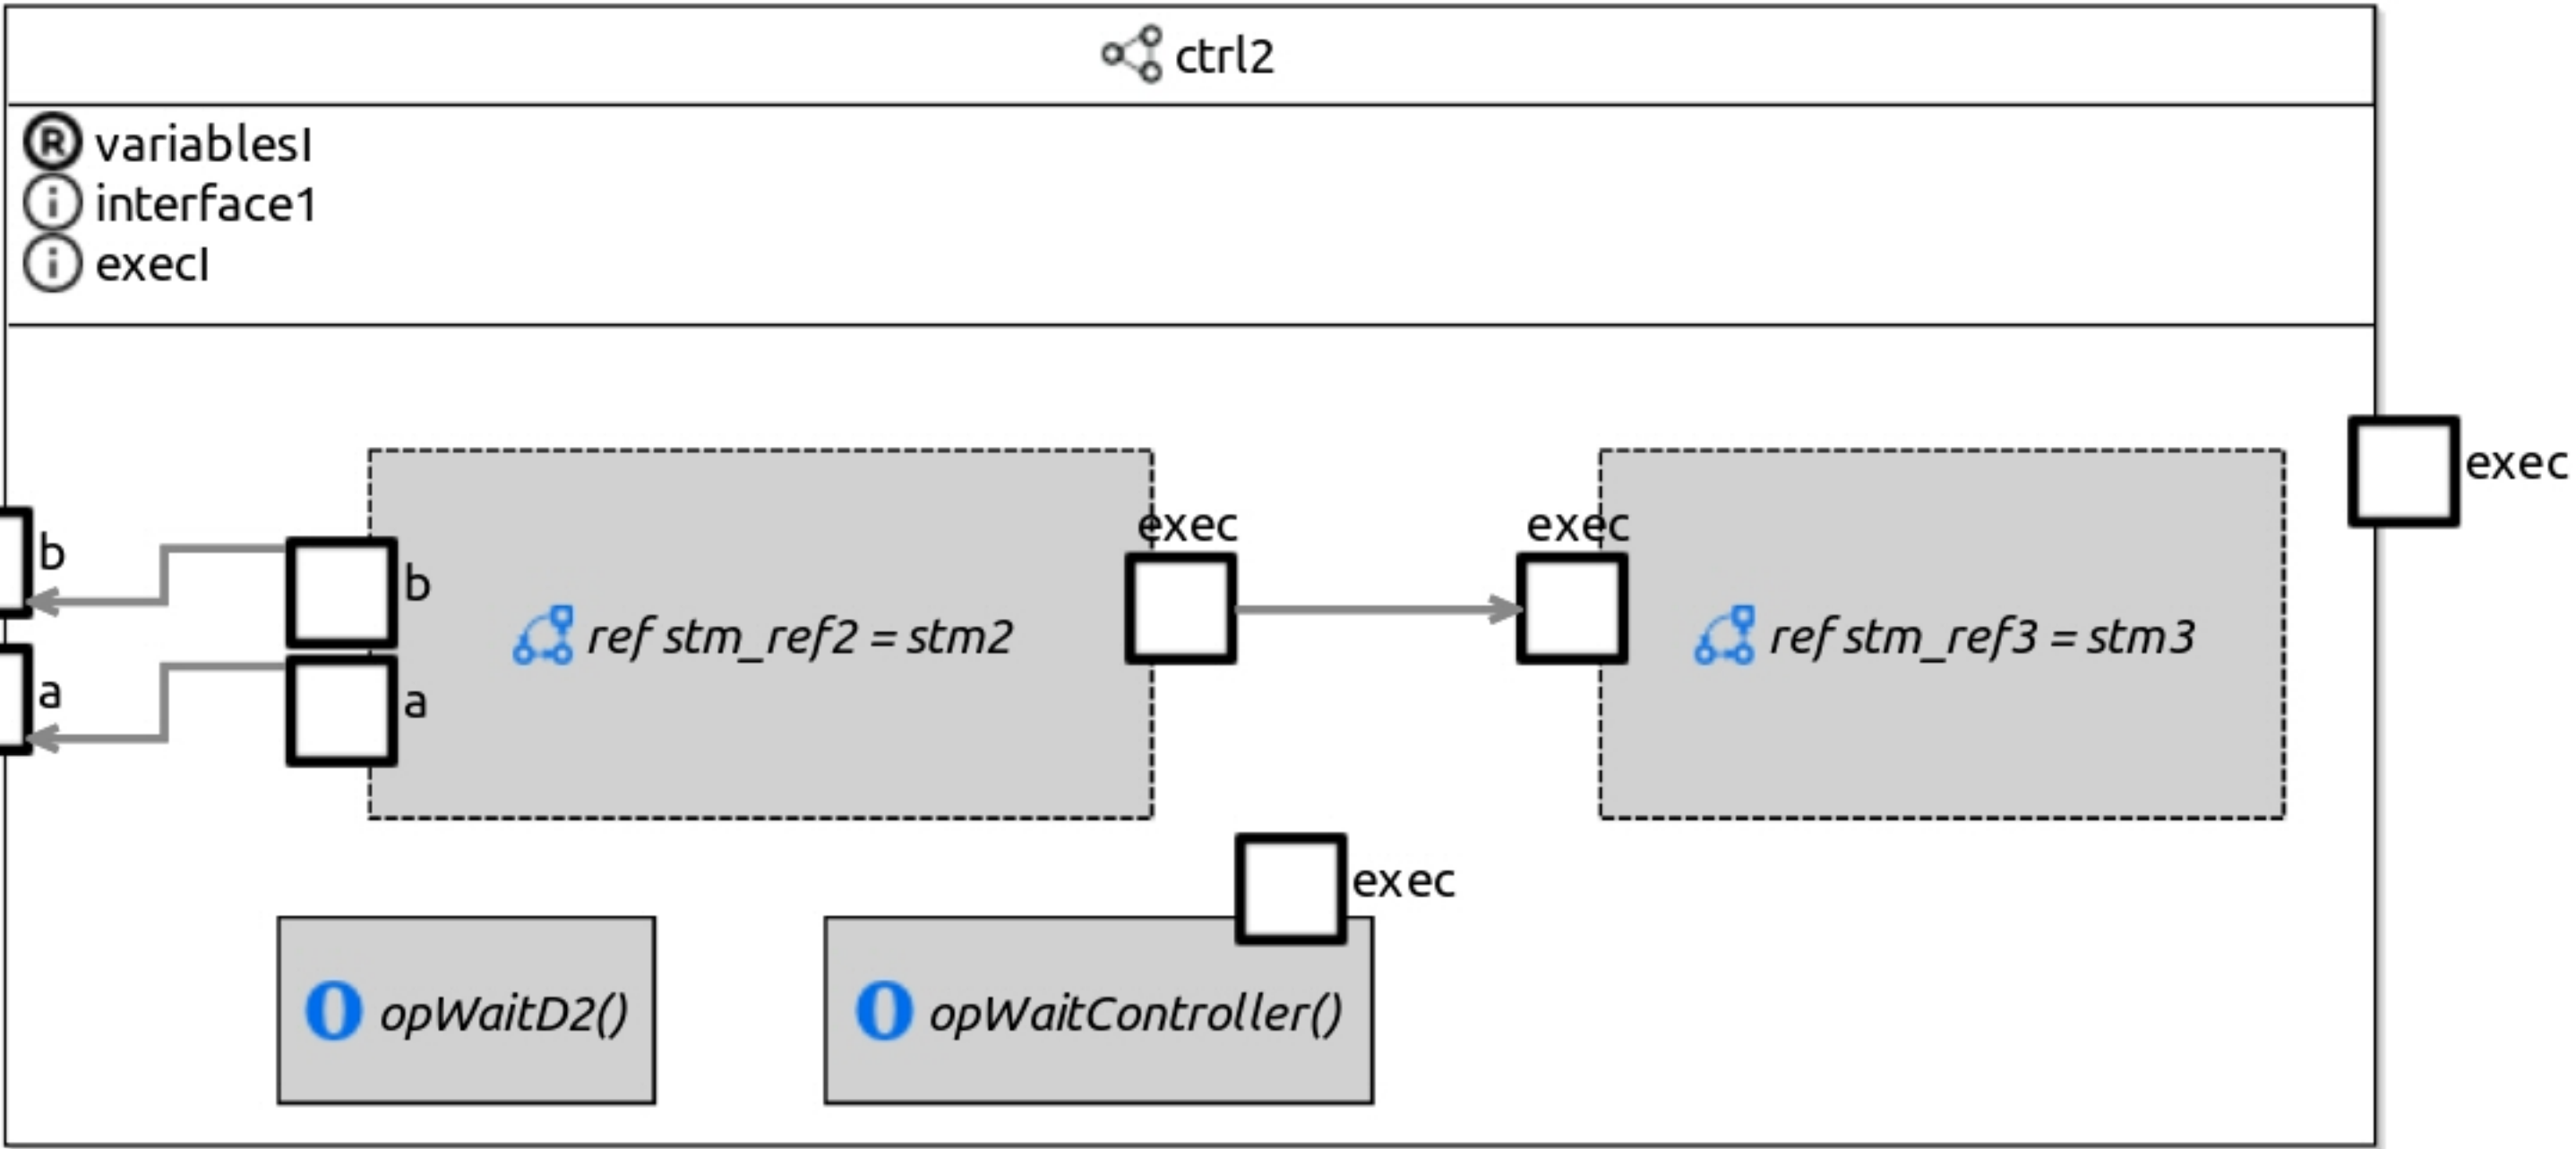 ctrl2
R variablesI
i interface1
i execI
exec
exec
exec
b
b
ref stm_ref2 = stm2
ref stm_ref3 = stm3
a
a
exec
O opWaitD2()
O opWaitController()